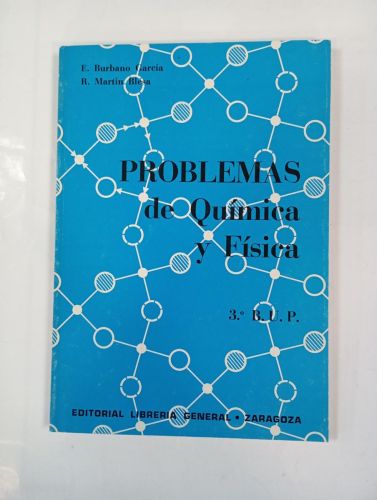 E. Burbano García
R. Martín Blesa
PROBLEMAS
de Química
y Física
3.º B. U. P.
EDITORIAL LIBRERIA GENERAL • ZARAGOZA